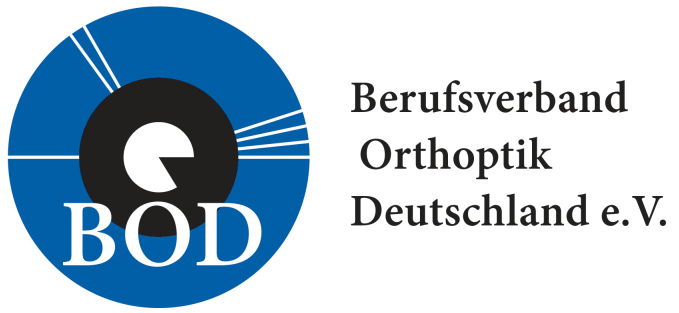 BOD
Berufsverband
Orthoptik
Deutschland e.V.